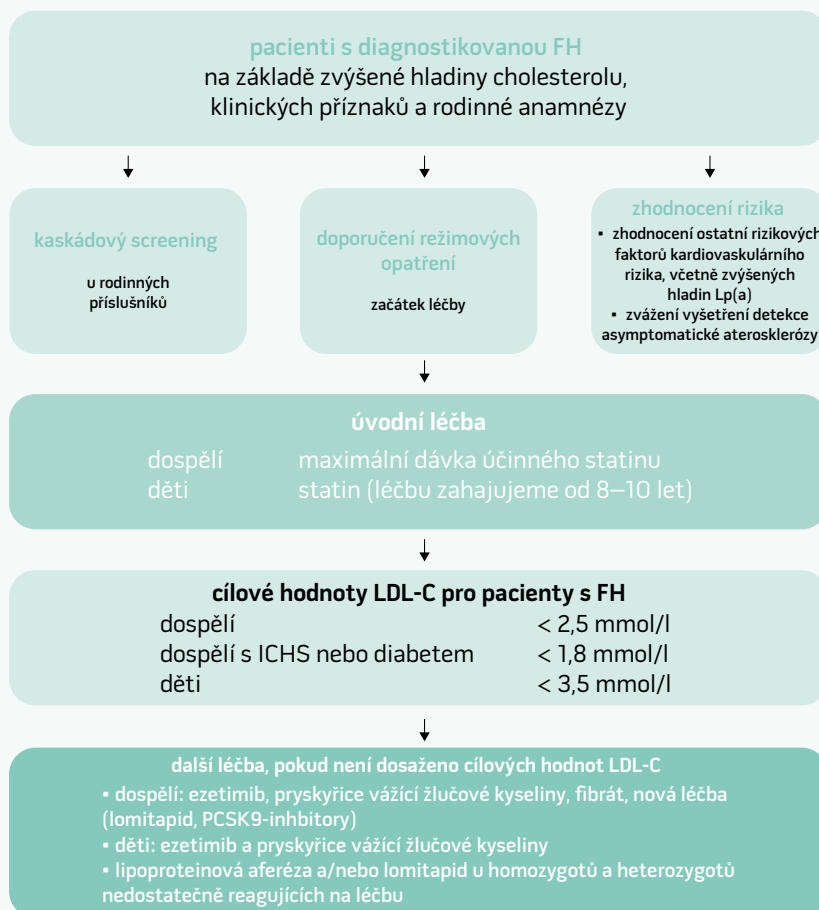 pacienti s diagnostikovanou FH
na základě zvýšené hladiny cholesterolu,
klinických příznaků a rodinné anamnézy
kaskádový screening
u rodinných
příslušníků
doporučení režimových
opatření
začátek léčby
zhodnocení rizika
▪ zhodnocení ostatní rizikových
faktorů kardiovaskulárního
rizika, včetně zvýšených
hladin Lp(a)
▪ zvážení vyšetření detekce
asymptomatické aterosklerózy
úvodní léčba
dospělí maximální dávka účinného statinu
děti statin (léčbu zahajujeme od 8–10 let)
cílové hodnoty LDL-C pro pacienty s FH
dospělí < 2,5 mmol/l
dospělí s ICHS nebo diabetem < 1,8 mmol/l
děti < 3,5 mmol/l
další léčba, pokud není dosaženo cílových hodnot LDL-C
▪ dospělí: ezetimib, pryskyřice vážící žlučové kyseliny, fibrát, nová léčba
(lomitapid, PCSK9-inhbitory)
▪ děti: ezetimib a pryskyřice vážící žlučové kyseliny
▪ lipoproteinová aferéza a/nebo lomitapid u homozygotů a heterozygotů
nedostatečně reagujících na léčbu